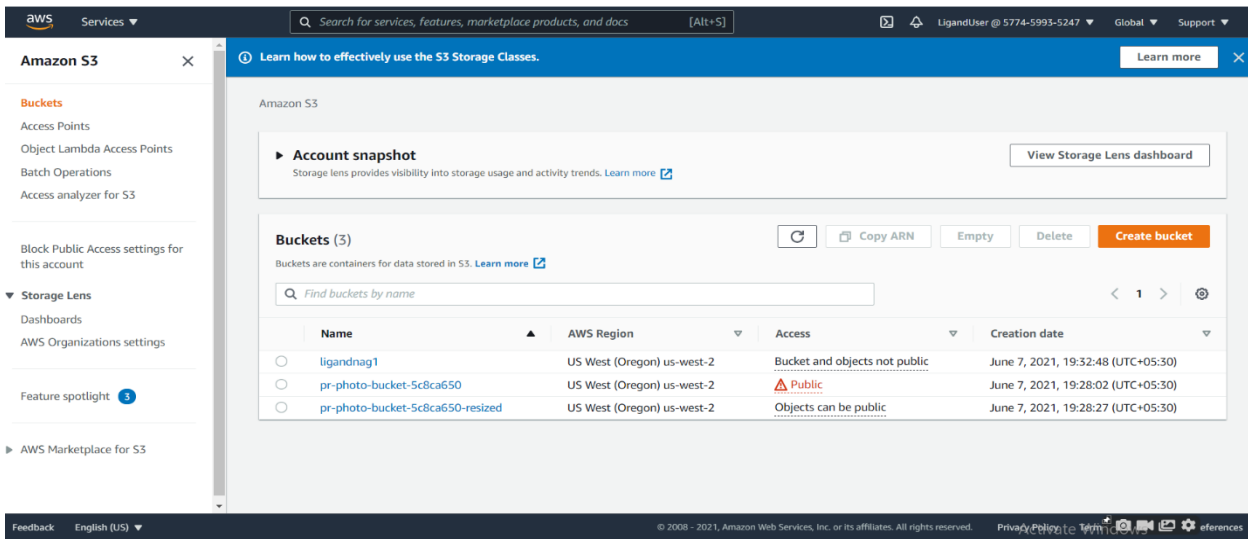 aws Services Search for services, features, marketplace products, and docs [Alt+S] LigandUser @ 5774-5993-5247 Global Support
Amazon S3
Learn how to effectively use the S3 Storage Classes. Learn more
Buckets
Access Points
Object Lambda Access Points
Batch Operations
Access analyzer for S3
Block Public Access settings for
this account
Storage Lens
Dashboards
AWS Organizations settings
Feature spotlight 3
AWS Marketplace for S3
Amazon S3
Account snapshot View Storage Lens dashboard
Storage lens provides visibility into storage usage and activity trends. Learn more
Buckets (3) Copy ARN Empty Delete Create bucket
Buckets are containers for data stored in S3. Learn more
Find buckets by name 1
Name AWS Region Access Creation date
ligandnag1 US West (Oregon) us-west-2 Bucket and objects not public June 7, 2021, 19:32:48 (UTC+05:30)
pr-photo-bucket-5c8ca650 US West (Oregon) us-west-2 Public June 7, 2021, 19:28:02 (UTC+05:30)
pr-photo-bucket-5c8ca650-resized US West (Oregon) us-west-2 Objects can be public June 7, 2021, 19:28:27 (UTC+05:30)
Feedback English (US) © 2008 - 2021, Amazon Web Services, Inc. or its affiliates. All rights reserved. Privacy Policy